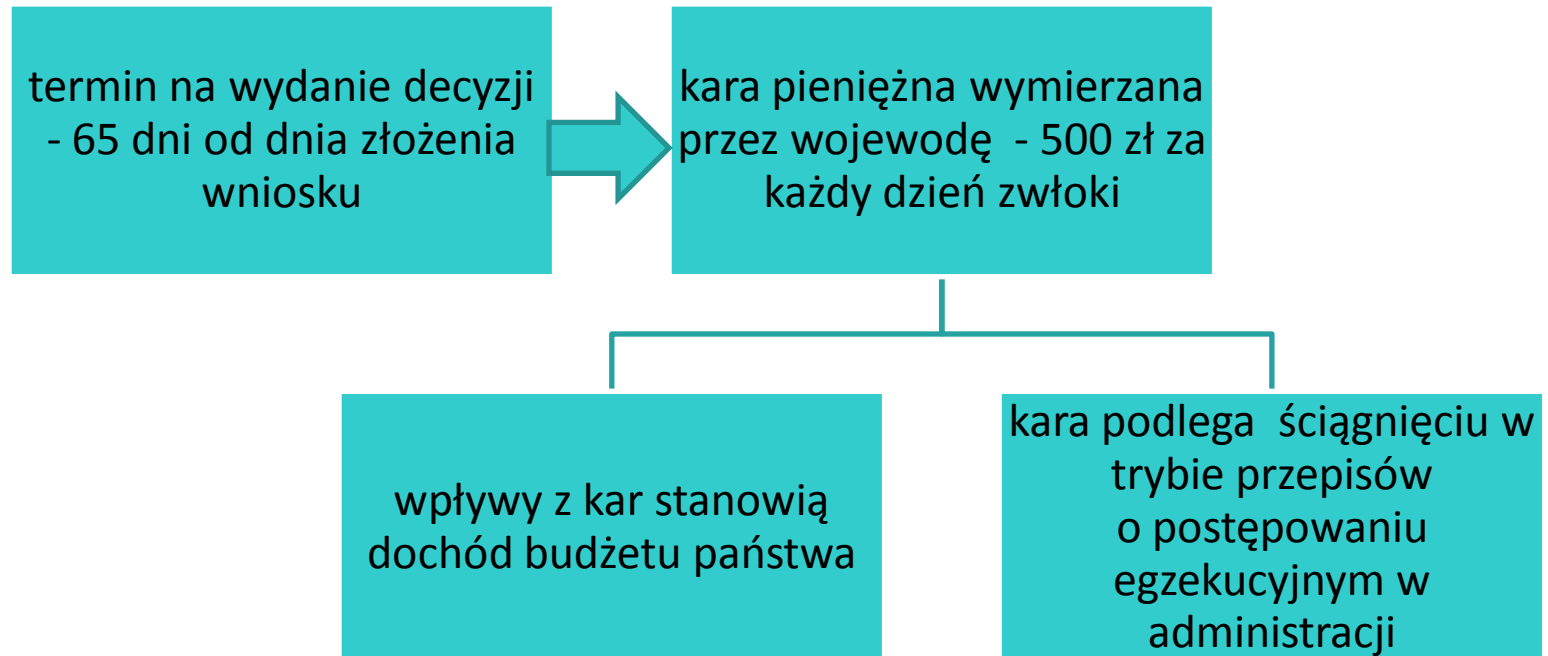 termin na wydanie decyzji
- 65 dni od dnia złożenia
wniosku
kara pieniężna wymierzana
przez wojewodę - 500 zł za
każdy dzień zwłoki
wpływy z kar stanowią
dochód budżetu państwa
kara podlega ściągnięciu w
trybie przepisów
o postępowaniu
egzekucyjnym w
administracji